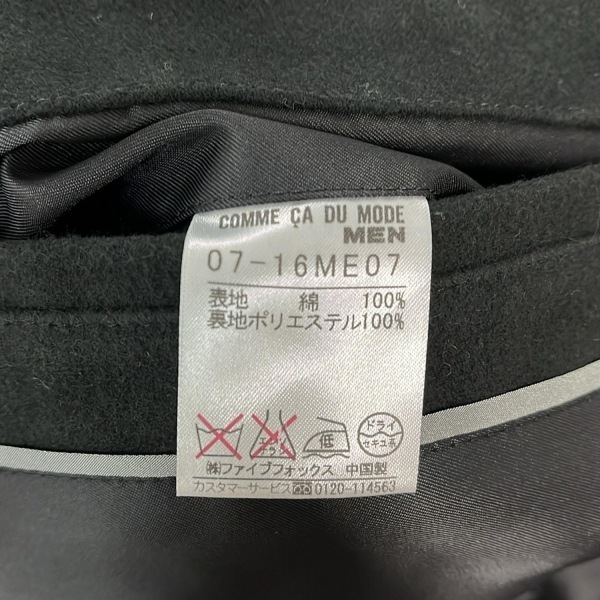 COMME ÇA DU MODE
MEN
07-16ME07
表地 綿 100%
裏地ポリエステル100%
エンソ サラシ 低 ドライ セキユ系
㈱ファイブフォックス 中国製
カスタマーサービス 0120-114563